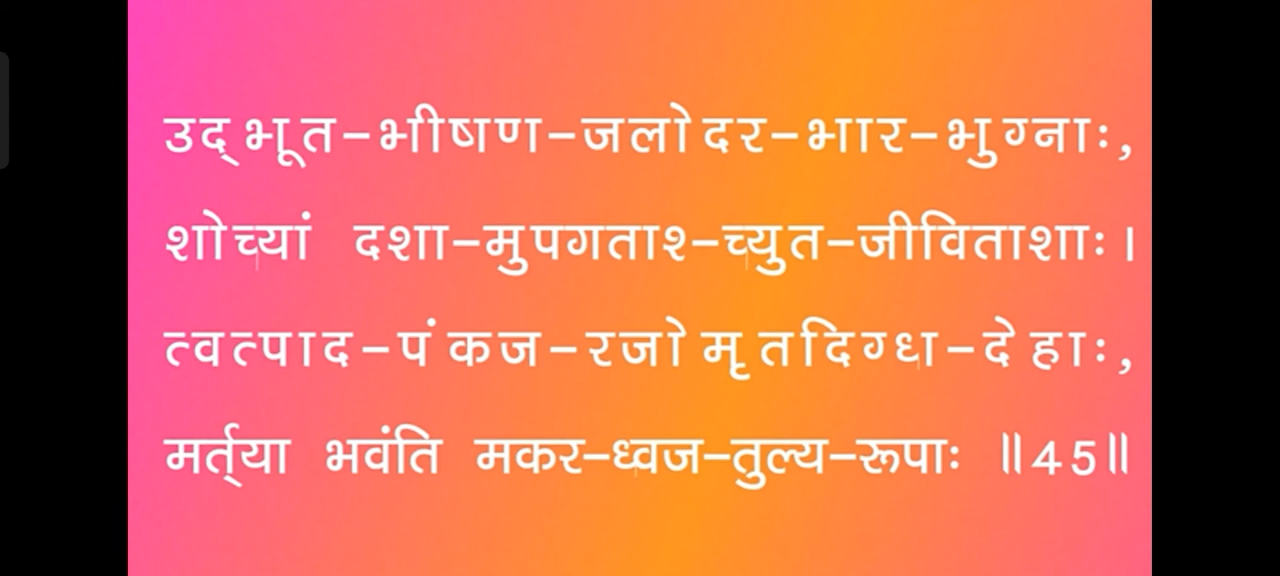 उद्भूत-भीषण-जलोदर-भार-भुग्नाः,
शोच्यां दशा-मुपगताश-च्युत-जीविताशाः।
त्वत्पाद-पंकज-रजोमृतदिग्ध-देहाः,
मर्त्या भवंति मकर-ध्वज-तुल्य-रूपाः ॥45॥